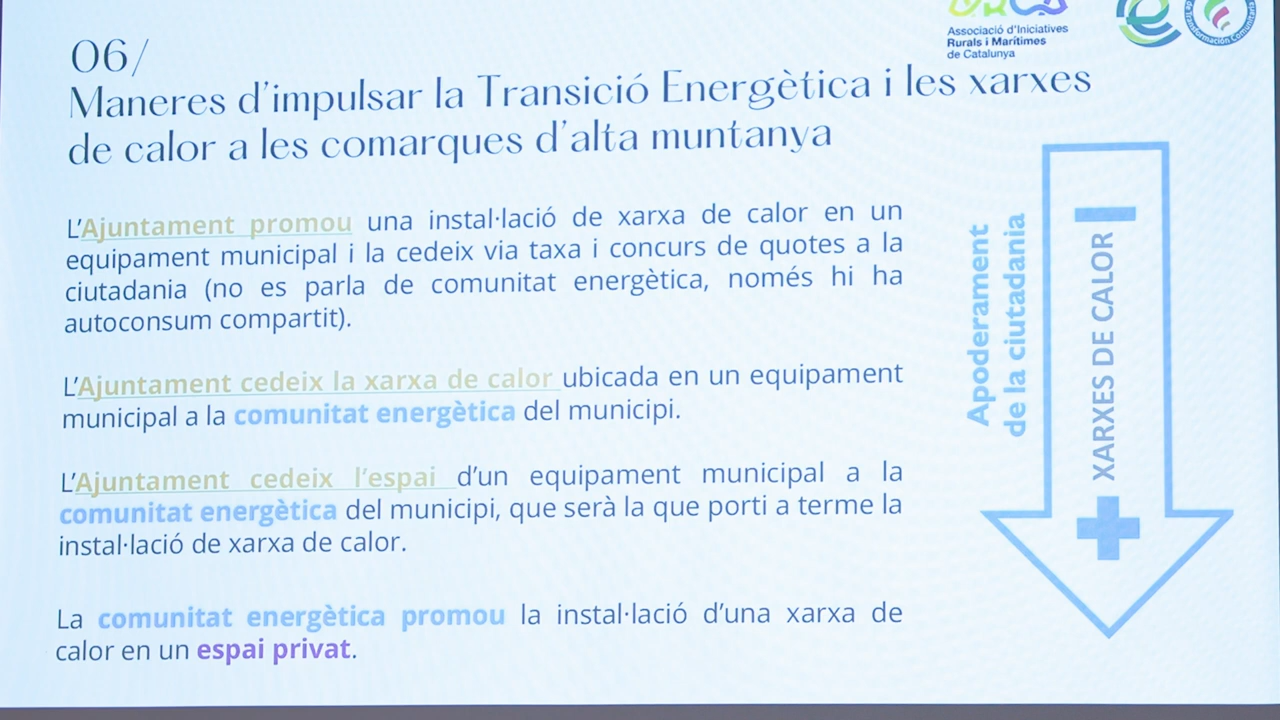 Associació d'Iniciatives
Rurals i Marítimes
de Catalunya
de Transformación Comunitaria
06/
Maneres d'impulsar la Transició Energètica i les xarxes
de calor a les comarques d'alta muntanya
L'Ajuntament promou una instal·lació de xarxa de calor en un
equipament municipal i la cedeix via taxa i concurs de quotes a la
ciutadania (no es parla de comunitat energètica, només hi ha
autoconsum compartit).
L'Ajuntament cedeix la xarxa de calor ubicada en un equipament
municipal a la comunitat energètica del municipi.
L'Ajuntament cedeix l'espai d'un equipament municipal a la
comunitat energètica del municipi, que serà la que porti a terme la
instal·lació de xarxa de calor.
La comunitat energètica promou la instal·lació d'una xarxa de
calor en un espai privat.
Apoderament
de la ciutadania
XARXES DE CALOR